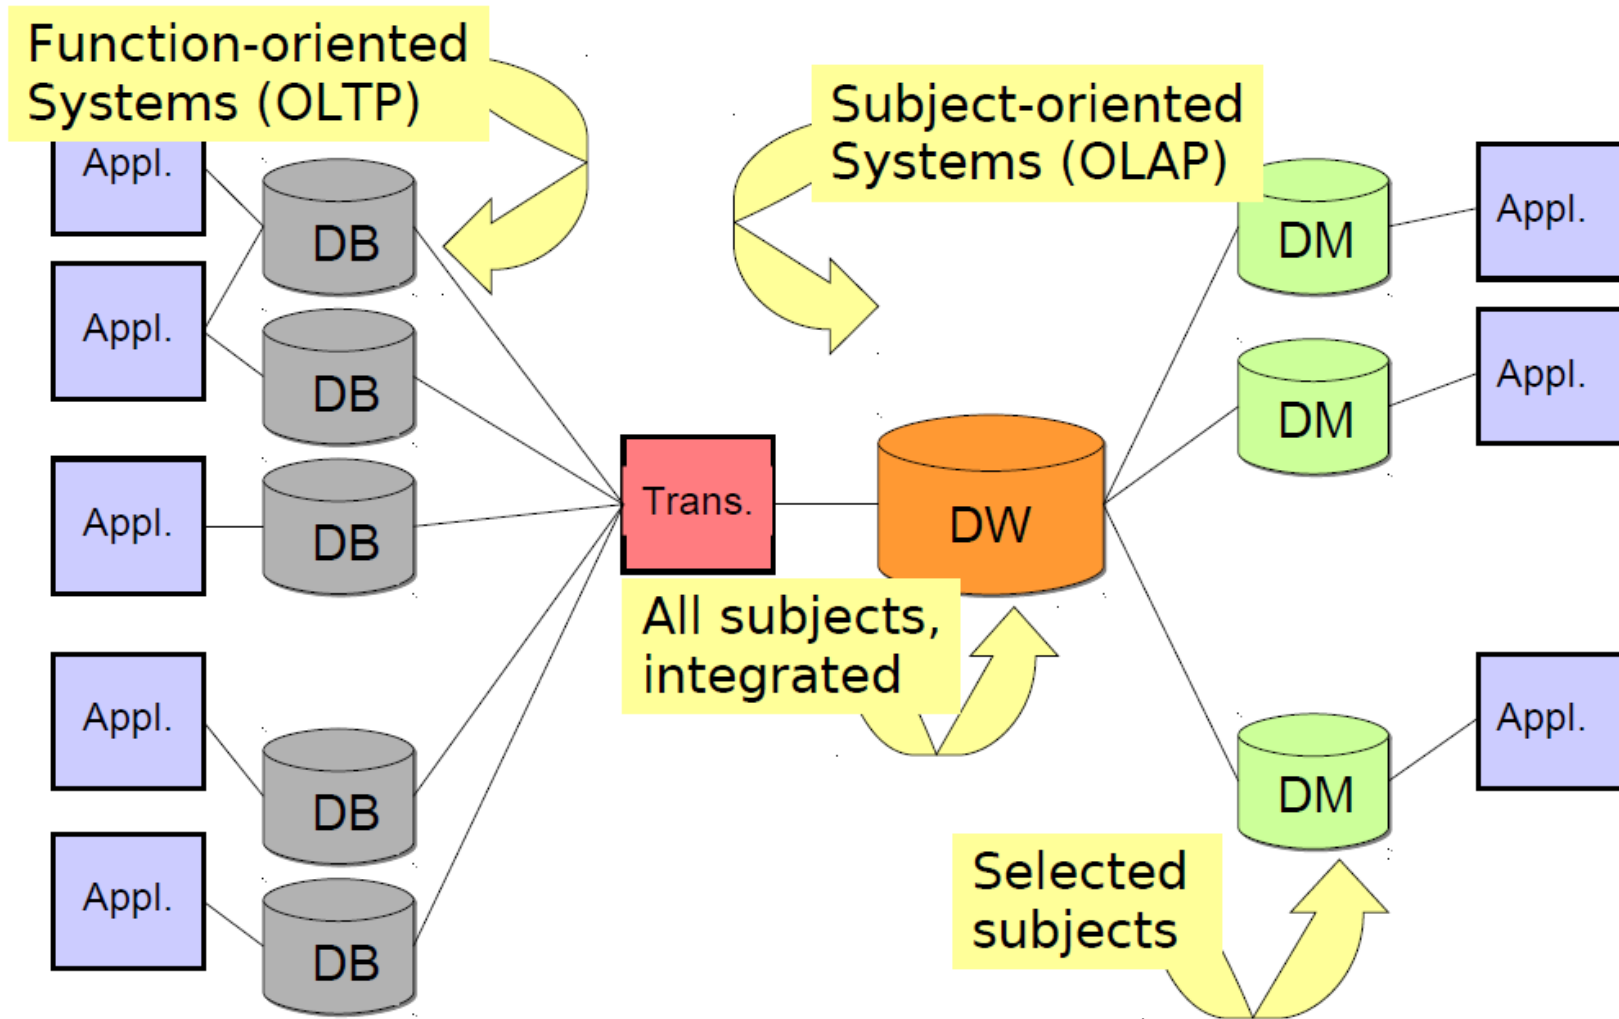 Function-oriented
Systems (OLTP)
Subject-oriented
Systems (OLAP)
Appl.
DB
DM
Appl.
Appl.
DB
DM
Appl.
Appl.
DB
Trans.
DW
All subjects,
integrated
Appl.
DB
DM
Appl.
Appl.
DB
Selected
subjects